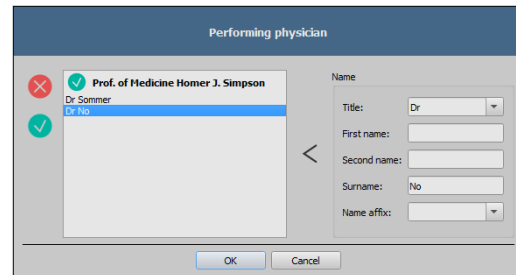 Performing physician
Prof. of Medicine Homer J. Simpson
Dr Sommer
Dr No
Name
Title: Dr
First name:
Second name:
Surname: No
Name affix:
OK Cancel